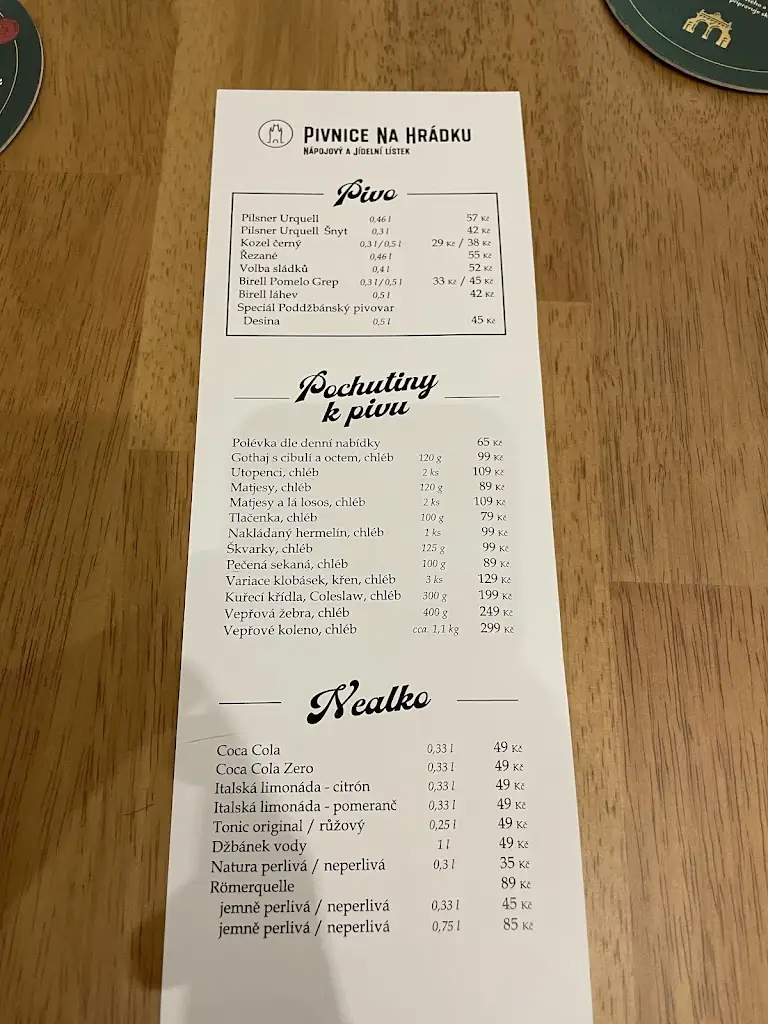 připravuje sk
PIVNICE NA HRÁDKU
NÁPOJOVÝ A JÍDELNÍ LÍSTEK
Pivo
Pilsner Urquell 0,46 l 57 Kč
Pilsner Urquell Šnyt 0,3 l 42 Kč
Kozel černý 0,3 l / 0,5 l 29 Kč / 38 Kč
Řezané 0,46 l 55 Kč
Volba sládků 0,4 l 52 Kč
Birell Pomelo Grep 0,3 l / 0,5 l 33 Kč / 45 Kč
Birell láhev 0,5 l 42 Kč
Speciál Poddžbánský pivovar
Desina 0,5 l 45 Kč
Pochutiny
k pivu
Polévka dle denní nabídky 65 Kč
Gothaj s cibulí a octem, chléb 120 g 99 Kč
Utopenci, chléb 2 ks 109 Kč
Matjesy, chléb 120 g 89 Kč
Matjesy a lá losos, chléb 2 ks 109 Kč
Tlačenka, chléb 100 g 79 Kč
Nakládaný hermelín, chléb 1 ks 99 Kč
Škvarky, chléb 125 g 99 Kč
Pečená sekaná, chléb 100 g 89 Kč
Variace klobásek, křen, chléb 3 ks 129 Kč
Kuřecí křídla, Coleslaw, chléb 300 g 199 Kč
Vepřová žebra, chléb 400 g 249 Kč
Vepřové koleno, chléb cca. 1,1 kg 299 Kč
Nealko
Coca Cola 0,33 l 49 Kč
Coca Cola Zero 0,33 l 49 Kč
Italská limonáda - citrón 0,33 l 49 Kč
Italská limonáda - pomeranč 0,33 l 49 Kč
Tonic original / růžový 0,25 l 49 Kč
Džbánek vody 1 l 49 Kč
Natura perlivá / neperlivá 0,3 l 35 Kč
Römerquelle 89 Kč
jemně perlivá / neperlivá 0,33 l 45 Kč
jemně perlivá / neperlivá 0,75 l 85 Kč